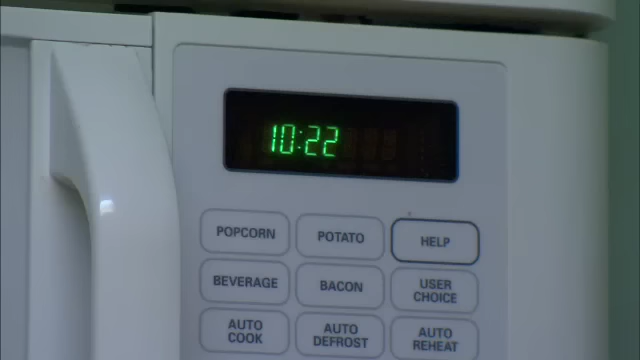 10:22
POPCORN POTATO HELP
BEVERAGE BACON USER CHOICE
AUTO COOK AUTO DEFROST AUTO REHEAT